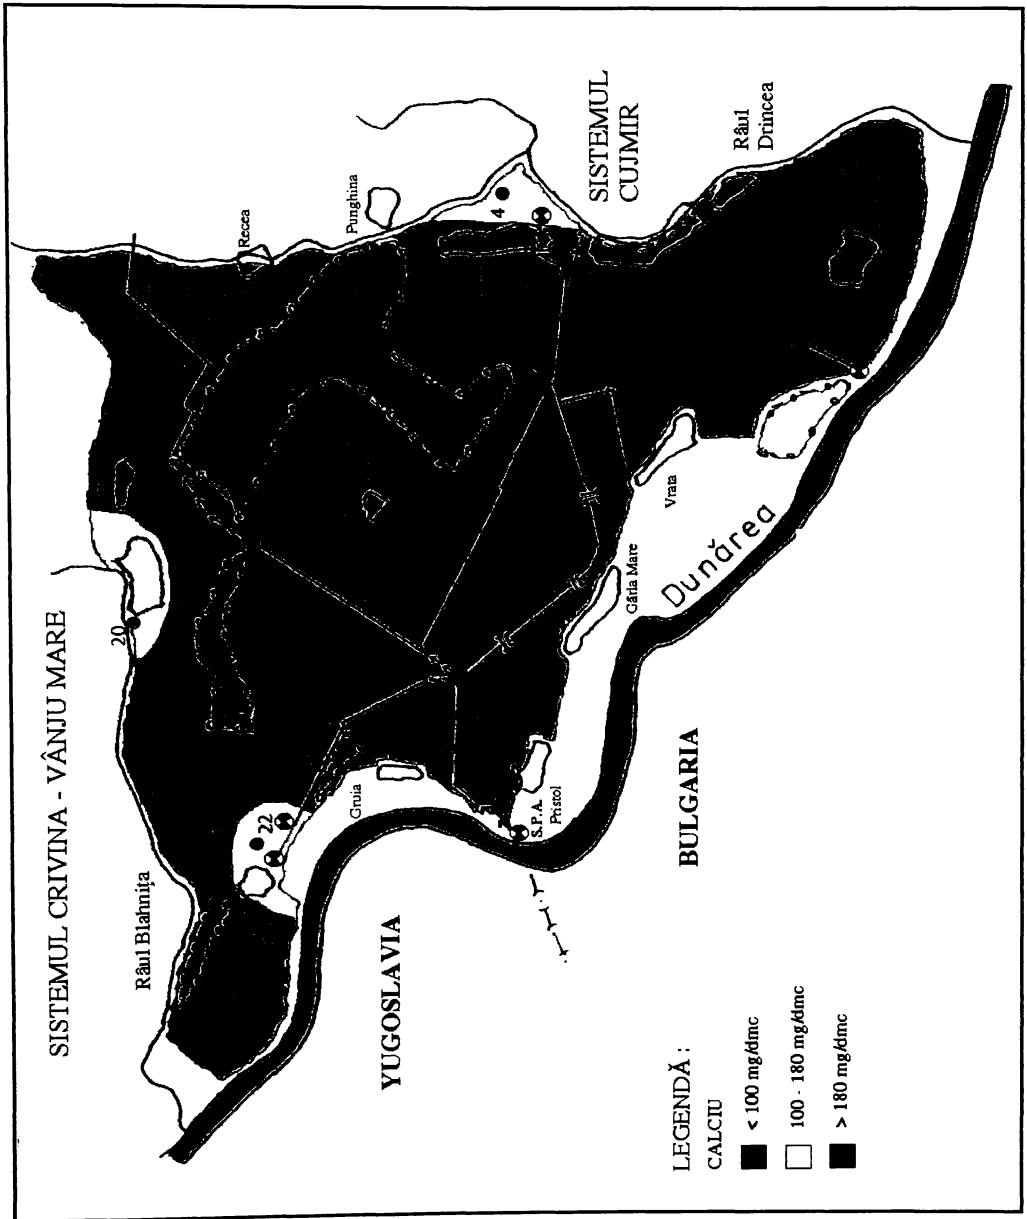 SISTEMUL CRIVINA - VÂNJU MARE
Râul Blahnița
20
22
Gruia
YUGOSLAVIA
BULGARIA
S.P.A.
Pristol
Gârla Mare
Vrata
Dunărea
Recea
Punghina
4
SISTEMUL
CUJMIR
Râul
Drincea
LEGENDĂ :
CALCIU
< 100 mg/dmc
100 - 180 mg/dmc
> 180 mg/dmc